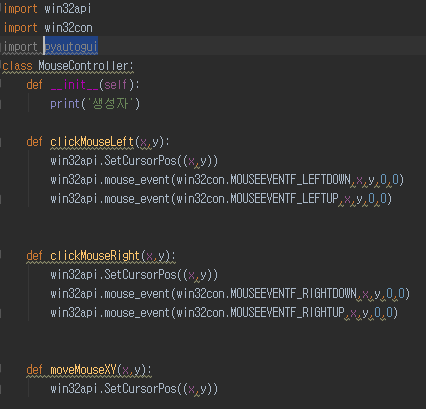 import win32api
import win32con
import pyautogui
class MouseController:
    def __init__(self):
        print('생성자')
    def clickMouseLeft(x,y):
        win32api.SetCursorPos((x,y))
        win32api.mouse_event(win32con.MOUSEEVENTF_LEFTDOWN,x,y,0,0)
        win32api.mouse_event(win32con.MOUSEEVENTF_LEFTUP,x,y,0,0)
    def clickMouseRight(x,y):
        win32api.SetCursorPos((x,y))
        win32api.mouse_event(win32con.MOUSEEVENTF_RIGHTDOWN,x,y,0,0)
        win32api.mouse_event(win32con.MOUSEEVENTF_RIGHTUP,x,y,0,0)
    def moveMouseXY(x,y):
        win32api.SetCursorPos((x,y))